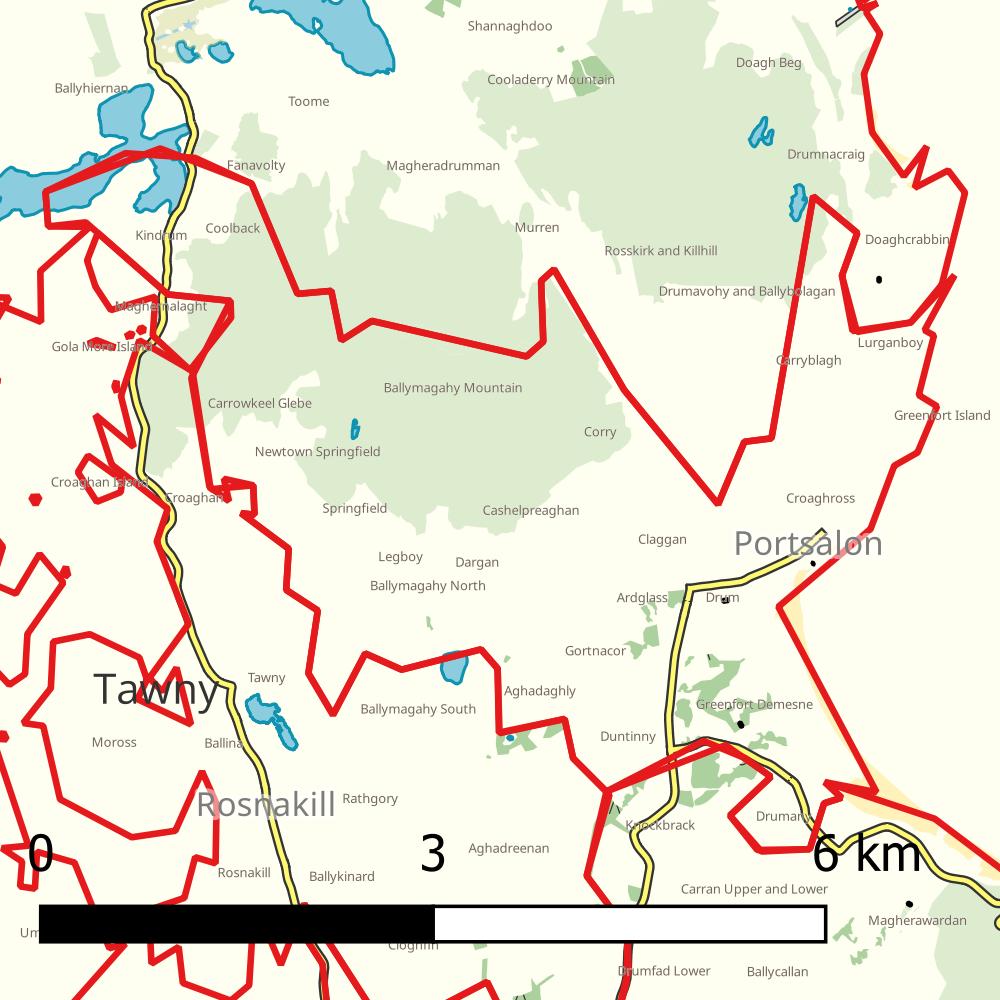 Shannaghdoo
Doagh Beg
Cooladerry Mountain
Ballyhiernan
Toome
Drumnacraig
Fanavolty
Magheradrumman
Coolback
Murren
Kindrum
Doaghcrabbin
Rosskirk and Killhill
Drumavohy and Ballybolagan
Maghernalaght
Lurganboy
Gola More Island
Carryblagh
Ballymagahy Mountain
Carrowkeel Glebe
Greenfort Island
Corry
Newtown Springfield
Croaghan Island
Croaghan
Croaghross
Springfield
Cashelpreaghan
Claggan
Portsalon
Legboy
Dargan
Ballymagahy North
Ardglass
Drum
Gortnacor
Tawny
Tawny
Aghadaghly
Greenfort Demesne
Ballymagahy South
Duntinny
Moross
Ballina
Rosnakill
Rathgory
Drumany
Knockbrack
0
3
6 km
Aghadreenan
Rosnakill
Ballykinard
Carran Upper and Lower
Magherawardan
Cloghfin
Drumfad Lower
Ballycallan